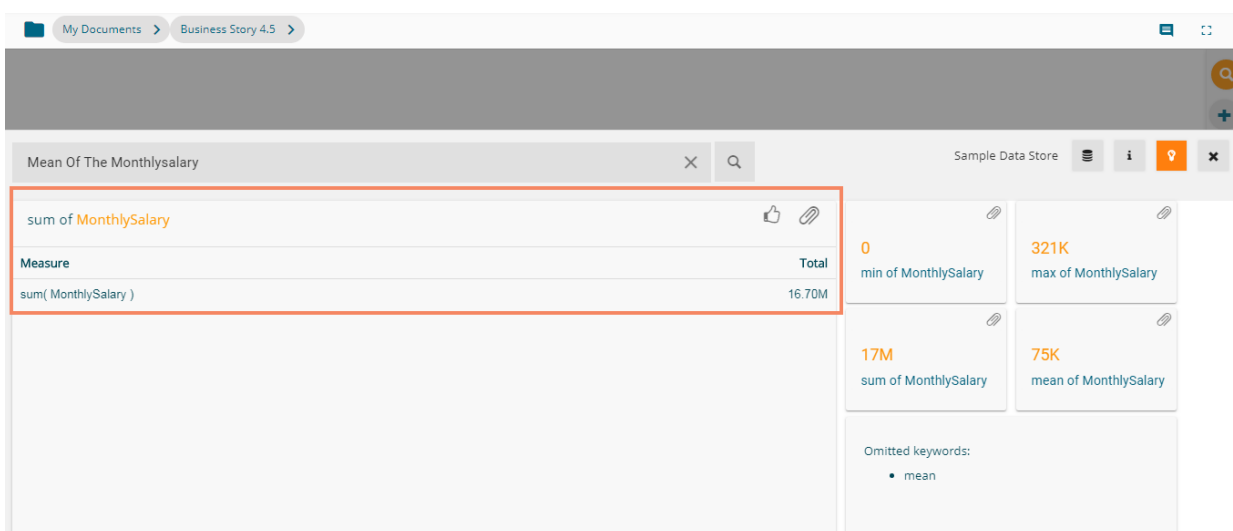 My Documents > Business Story 4.5 >
Mean Of The Monthlysalary
Sample Data Store i
sum of MonthlySalary
Measure Total
sum( MonthlySalary ) 16.70M
0
min of MonthlySalary
321K
max of MonthlySalary
17M
sum of MonthlySalary
75K
mean of MonthlySalary
Omitted keywords:
• mean